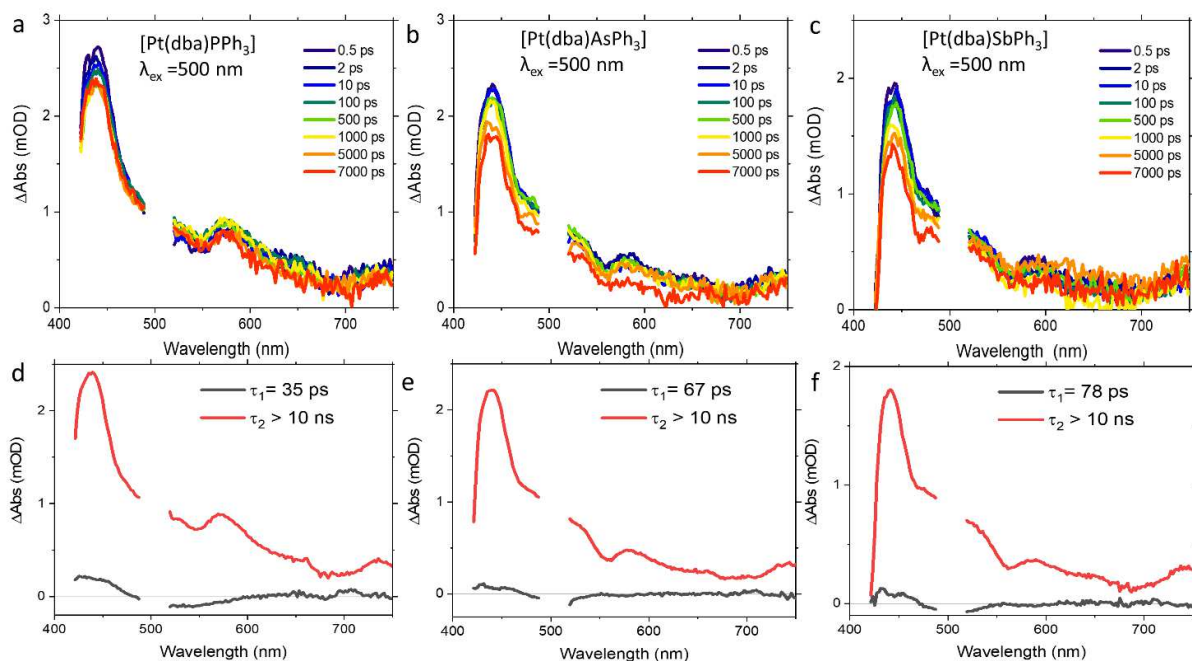 a
[Pt(dba)PPh₃]
λₑₓ =500 nm
0.5 ps
2 ps
10 ps
100 ps
500 ps
1000 ps
5000 ps
7000 ps
3
2
1
0
400
500
600
700
ΔAbs (mOD)
Wavelength (nm)
b
[Pt(dba)AsPh₃]
λₑₓ =500 nm
0.5 ps
2 ps
10 ps
100 ps
500 ps
1000 ps
5000 ps
7000 ps
3
2
1
0
400
500
600
700
ΔAbs (mOD)
Wavelength (nm)
c
[Pt(dba)SbPh₃]
λₑₓ =500 nm
0.5 ps
2 ps
10 ps
100 ps
500 ps
1000 ps
5000 ps
7000 ps
2.0
1.5
1.0
0.5
0.0
400
500
600
700
ΔAbs (mOD)
Wavelength (nm)
d
τ₁= 35 ps
τ₂ > 10 ns
2
1
0
400
500
600
700
ΔAbs (mOD)
Wavelength (nm)
e
τ₁= 67 ps
τ₂ > 10 ns
2
1
0
400
500
600
700
ΔAbs (mOD)
Wavelength (nm)
f
τ₁= 78 ps
τ₂ > 10 ns
2
1
0
400
500
600
700
ΔAbs (mOD)
Wavelength (nm)